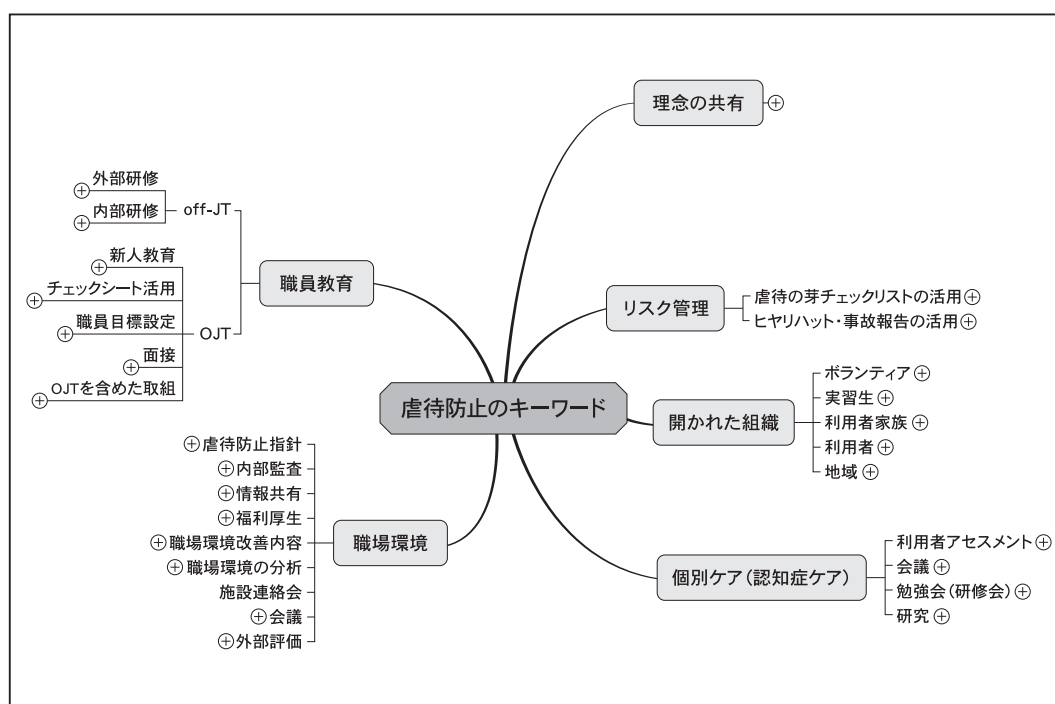 虐待防止のキーワード
理念の共有
リスク管理
虐待の芽チェックリストの活用
ヒヤリハット・事故報告の活用
開かれた組織
ボランティア
実習生
利用者家族
利用者
地域
個別ケア（認知症ケア）
利用者アセスメント
会議
勉強会（研修会）
研究
職員教育
off-JT
外部研修
内部研修
OJT
新人教育
チェックシート活用
職員目標設定
面接
OJTを含めた取組
職場環境
虐待防止指針
内部監査
情報共有
福利厚生
職場環境改善内容
職場環境の分析
施設連絡会
会議
外部評価